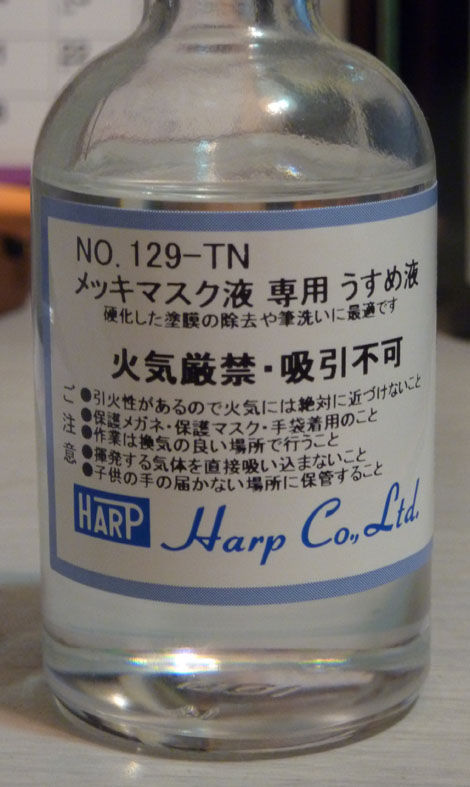 NO. 129-TN
メッキマスク液 専用 うすめ液
硬化した塗膜の除去や筆洗いに最適です
火気厳禁・吸引不可
ご注意
●引火性があるので火気には絶対に近づけないこと
●保護メガネ・保護マスク・手袋着用のこと
●作業は換気の良い場所で行うこと
●揮発する気体を直接吸い込まないこと
●子供の手の届かない場所に保管すること
HARP Harp Co., Ltd.